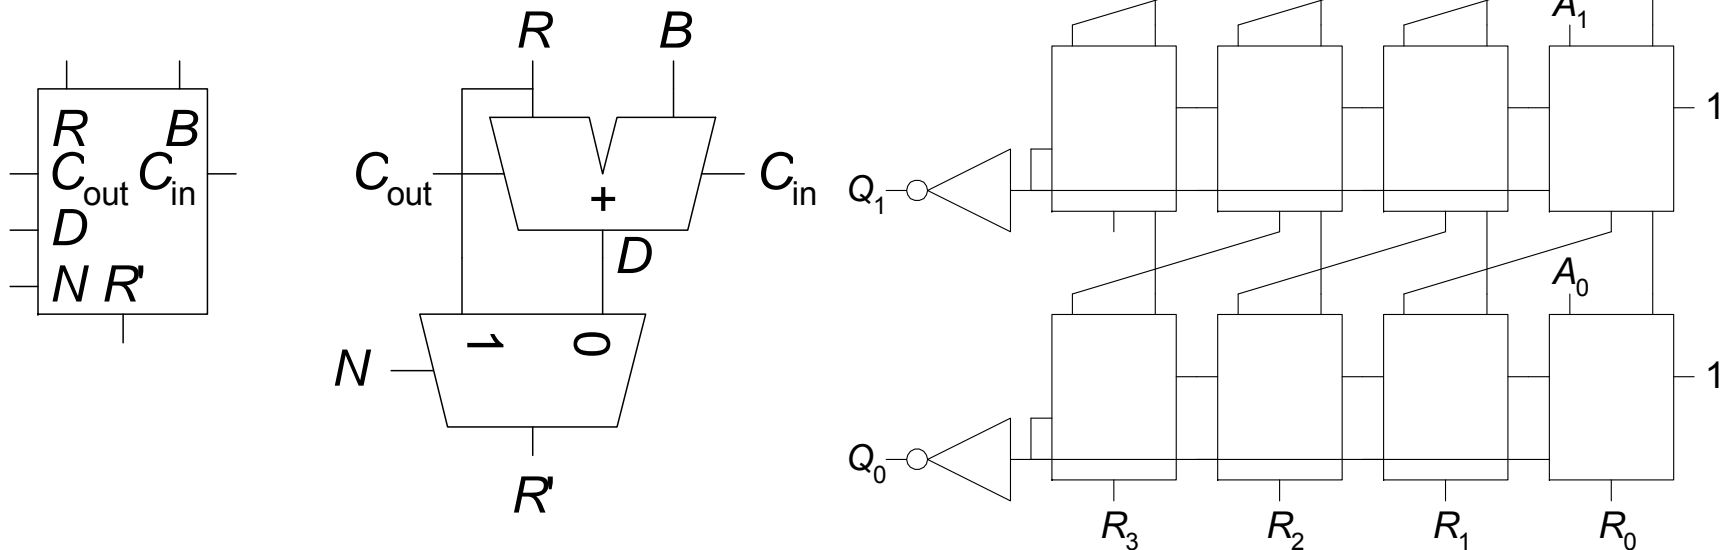 R B
C_out C_in
D
N R'
R B
C_out C_in
+
D
1 0
N
R'
A_1
1
Q_1
A_0
1
Q_0
R_3 R_2 R_1 R_0